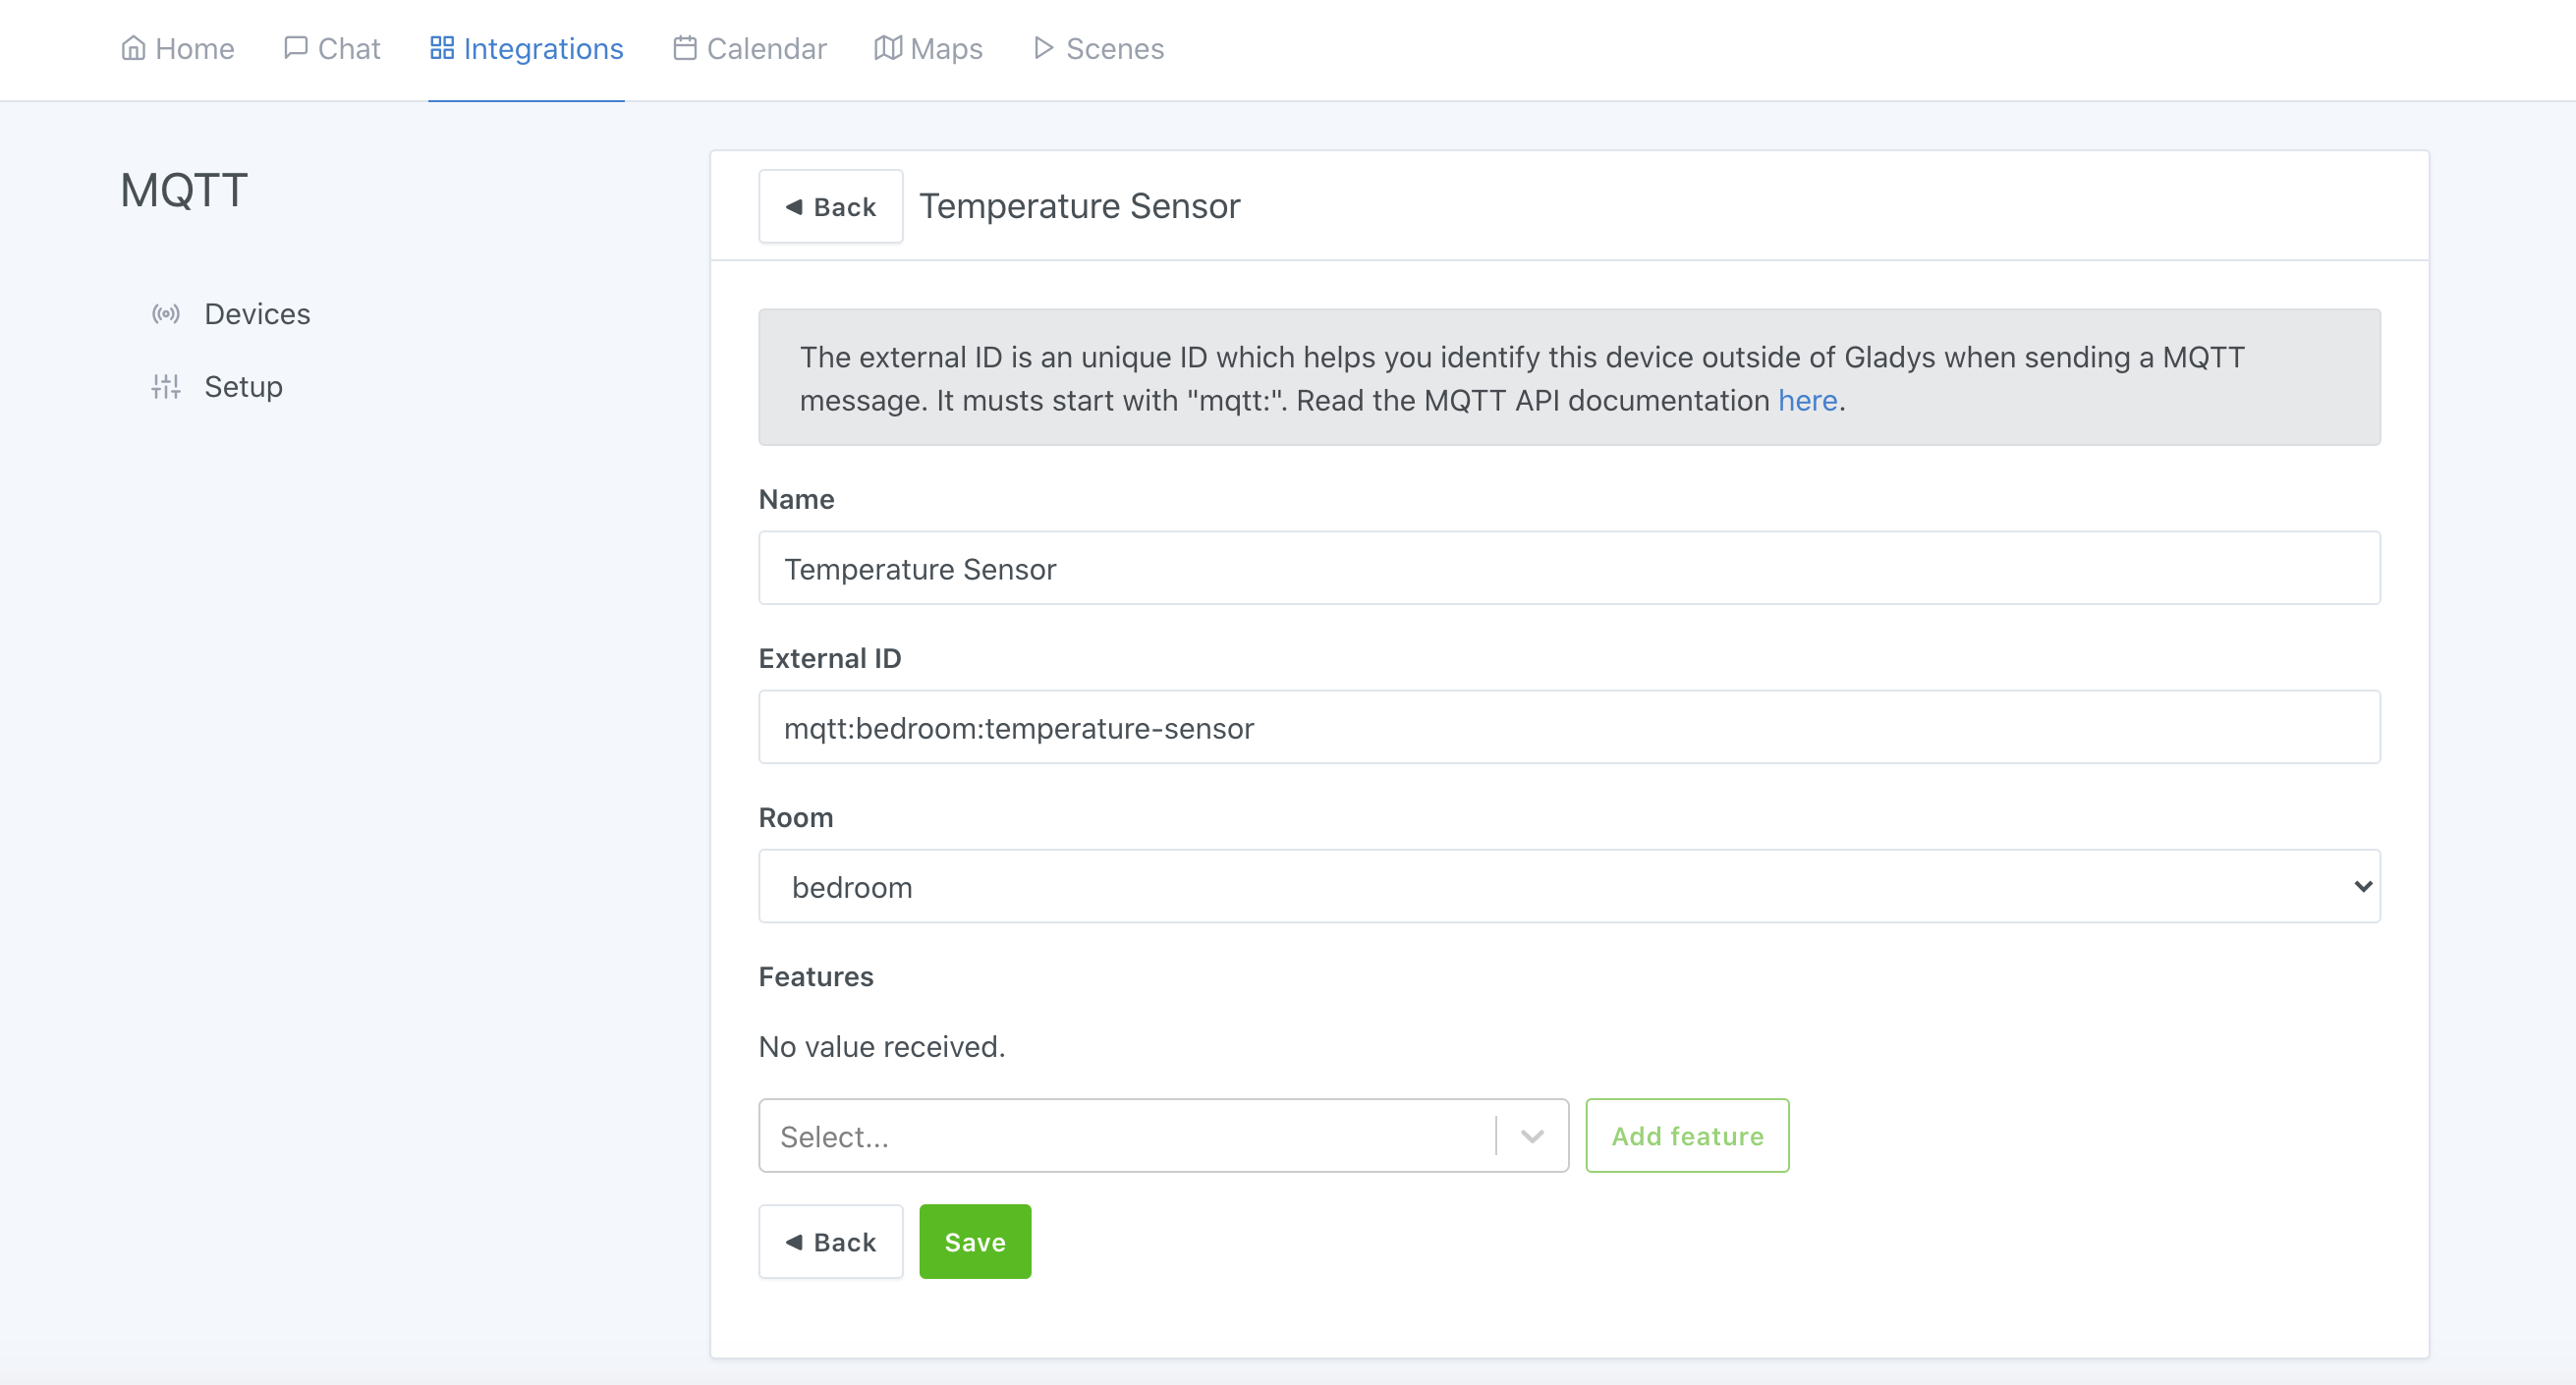 Home Chat Integrations Calendar Maps Scenes
MQTT
Devices
Setup
◄ Back Temperature Sensor
The external ID is an unique ID which helps you identify this device outside of Gladys when sending a MQTT
message. It musts start with "mqtt:". Read the MQTT API documentation here.
Name
Temperature Sensor
External ID
mqtt:bedroom:temperature-sensor
Room
bedroom
Features
No value received.
Select... Add feature
◄ Back Save